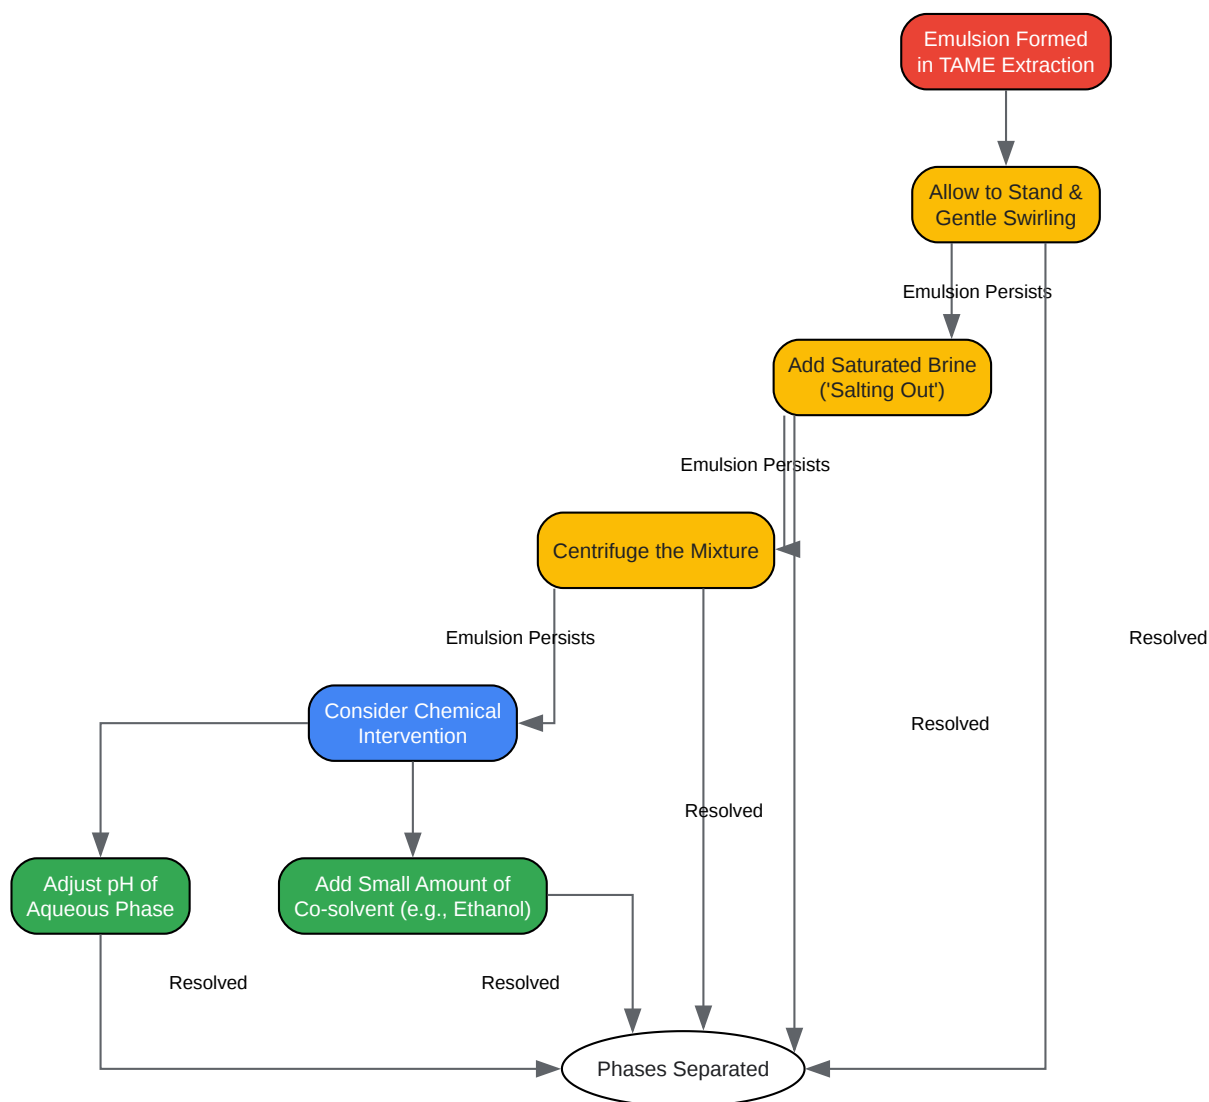 Emulsion Formed
in TAME Extraction
Allow to Stand &
Gentle Swirling
Emulsion Persists
Add Saturated Brine
('Salting Out')
Emulsion Persists
Centrifuge the Mixture
Emulsion Persists
Resolved
Consider Chemical
Intervention
Resolved
Resolved
Adjust pH of
Aqueous Phase
Add Small Amount of
Co-solvent (e.g., Ethanol)
Resolved
Resolved
Phases Separated